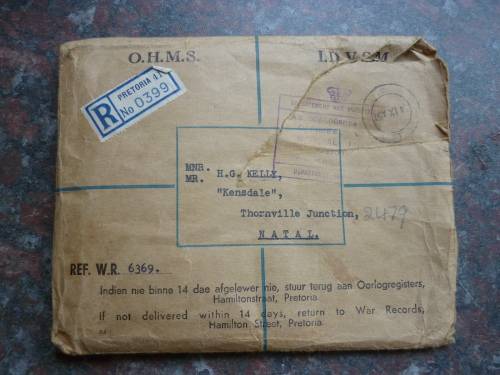 O.H.M.S. I.D.V.S.M.
R PRETORIA 41
No 0399
MNR.
MR. H.G. KELLY,
"Kensdale",
Thornville Junction, 2479
NATAL.
REF. W.R. 6369.
Indien nie binne 14 dae afgelewer nie, stuur terug aan Oorlogregisters,
Hamiltonstraat, Pretoria.
If not delivered within 14 days, return to War Records,
Hamilton Street, Pretoria.